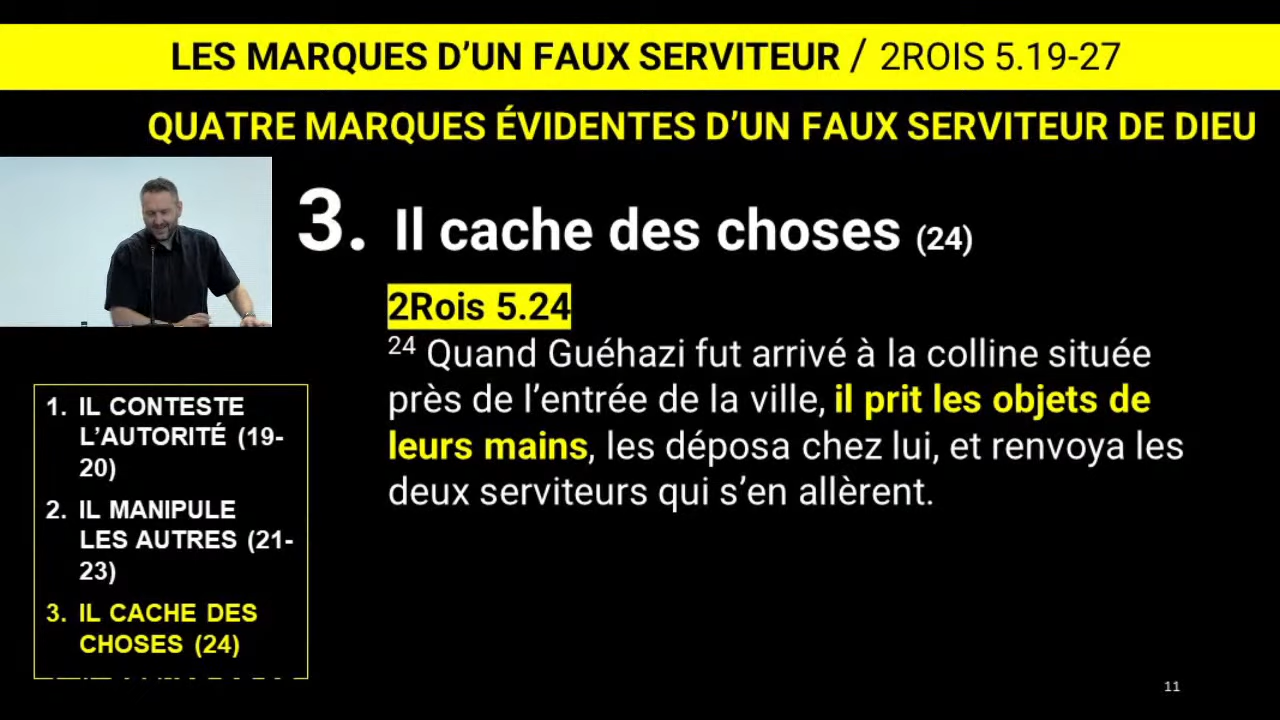 LES MARQUES D’UN FAUX SERVITEUR / 2ROIS 5.19-27
QUATRE MARQUES ÉVIDENTES D’UN FAUX SERVITEUR DE DIEU
3. Il cache des choses (24)
2Rois 5.24
24 Quand Guéhazi fut arrivé à la colline située
près de l’entrée de la ville, il prit les objets de
leurs mains, les déposa chez lui, et renvoya les
deux serviteurs qui s’en allèrent.
1. IL CONTESTE
L’AUTORITÉ (19-
20)
2. IL MANIPULE
LES AUTRES (21-
23)
3. IL CACHE DES
CHOSES (24)
11